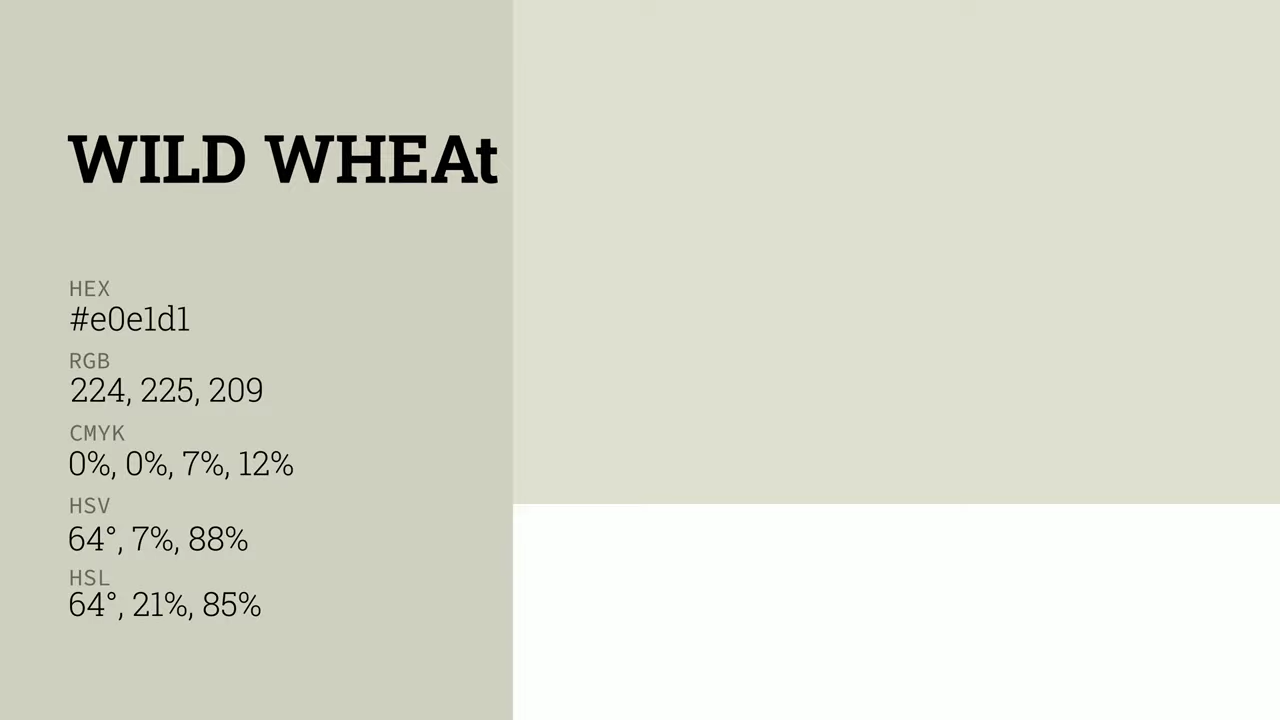 WILD WHEAt
HEX
#e0e1d1
RGB
224, 225, 209
CMYK
0%, 0%, 7%, 12%
HSV
64°, 7%, 88%
HSL
64°, 21%, 85%